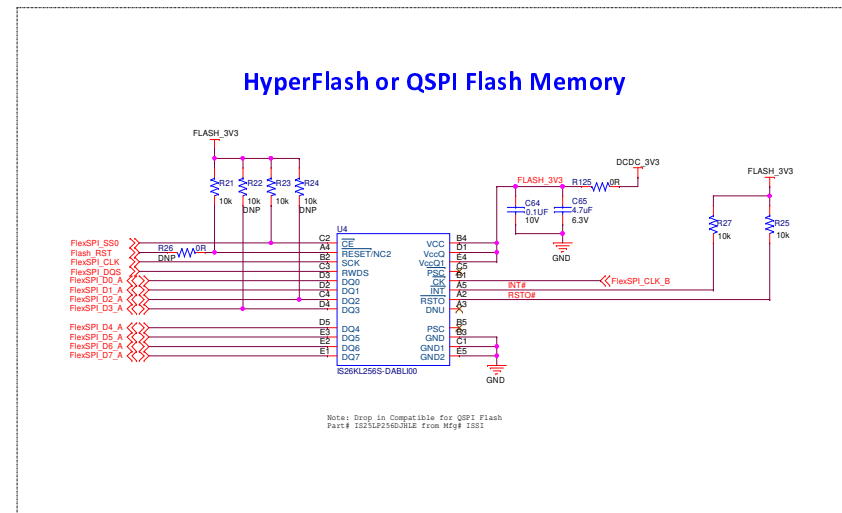 HyperFlash or QSPI Flash Memory
FLASH_3V3
R21
10k
R22
10k
DNP
R23
10k
R24
10k
DNP
FLASH_3V3
R125
0R
DCDC_3V3
FLASH_3V3
C64
0.1UF
10V
C65
4.7uF
6.3V
GND
R27
10k
R25
10k
U4
FlexSPI_SS0
C2
CE
B4
VCC
Flash_RST
R26
0R
DNP
A4
RESET/NC2
D1
VccQ
FlexSPI_CLK
B2
SCK
E4
VccQ1
FlexSPI_DQS
C3
RWDS
C5
PSC
FlexSPI_D0_A
D3
DQ0
B1
CK
FlexSPI_CLK_B
FlexSPI_D1_A
D2
DQ1
A5
INT
INT#
FlexSPI_D2_A
C4
DQ2
A2
RSTO
RSTO#
FlexSPI_D3_A
D4
DQ3
A3
DNU
FlexSPI_D4_A
D5
DQ4
B5
PSC
FlexSPI_D5_A
E3
DQ5
B3
GND
FlexSPI_D6_A
E2
DQ6
C1
GND1
FlexSPI_D7_A
E1
DQ7
E5
GND2
IS26KL256S-DABLI00
GND
Note: Drop in Compatible for QSPI Flash
Part# IS25LP256DJHLE from Mfg# ISSI